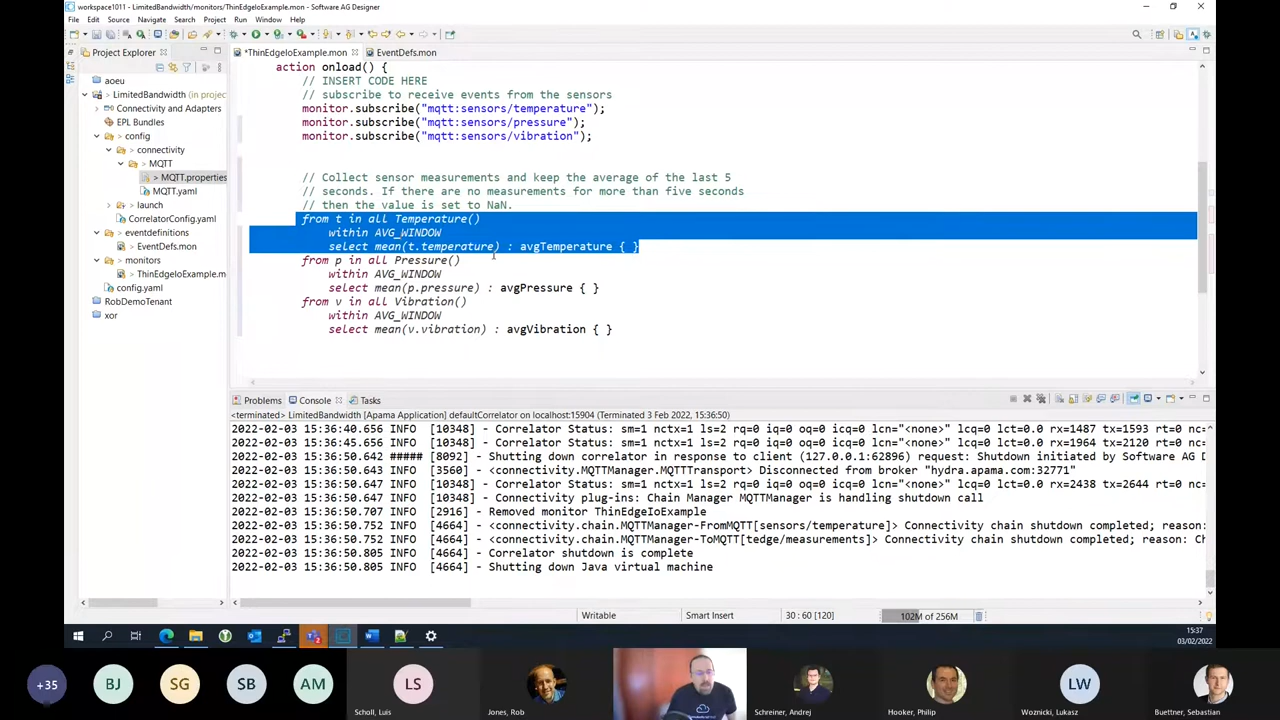 workspace1011 - LimitedBandwidth/monitors/ThinEdgeIoExample.mon - Software AG Designer
File Edit Source Navigate Search Project Run Window Help
Project Explorer
*ThinEdgeIoExample.mon
EventDefs.mon
aoeu
LimitedBandwidth (in projec
Connectivity and Adapters
EPL Bundles
> config
> connectivity
> MQTT
> MQTT.properties
MQTT.yaml
> launch
CorrelatorConfig.yaml
> eventdefinitions
> EventDefs.mon
> monitors
> ThinEdgeIoExample.m
config.yaml
RobDemoTenant
xor
action onload() {
// INSERT CODE HERE
// subscribe to receive events from the sensors
monitor.subscribe("mqtt:sensors/temperature");
monitor.subscribe("mqtt:sensors/pressure");
monitor.subscribe("mqtt:sensors/vibration");
// Collect sensor measurements and keep the average of the last 5
// seconds. If there are no measurements for more than five seconds
// then the value is set to NaN.
from t in all Temperature()
within AVG_WINDOW
select mean(t.temperature) : avgTemperature { }
from p in all Pressure()
within AVG_WINDOW
select mean(p.pressure) : avgPressure { }
from v in all Vibration()
within AVG_WINDOW
select mean(v.vibration) : avgVibration { }
Problems Console Tasks
<terminated> LimitedBandwidth [Apama Application] defaultCorrelator on localhost:15904 (Terminated 3 Feb 2022, 15:36:50)
2022-02-03 15:36:40.656 INFO [10348] - Correlator Status: sm=1 nctx=1 ls=2 rq=0 iq=0 oq=0 icq=0 lcn="<none>" lcq=0 lct=0.0 rx=1487 tx=1593 rt=0 nc=
2022-02-03 15:36:45.656 INFO [10348] - Correlator Status: sm=1 nctx=1 ls=2 rq=0 iq=0 oq=0 icq=0 lcn="<none>" lcq=0 lct=0.0 rx=1964 tx=2120 rt=0 nc=
2022-02-03 15:36:50.642 ##### [8092] - Shutting down correlator in response to client (127.0.0.1:62896) request: Shutdown initiated by Software AG D
2022-02-03 15:36:50.643 INFO [3560] - <connectivity.MQTTManager.MQTTTransport> Disconnected from broker "hydra.apama.com:32771"
2022-02-03 15:36:50.647 INFO [10348] - Correlator Status: sm=1 nctx=1 ls=2 rq=0 iq=0 oq=0 icq=0 lcn="<none>" lcq=0 lct=0.0 rx=2438 tx=2644 rt=0 nc=
2022-02-03 15:36:50.647 INFO [10348] - Connectivity plug-ins: Chain Manager MQTTManager is handling shutdown call
2022-02-03 15:36:50.707 INFO [2916] - Removed monitor ThinEdgeIoExample
2022-02-03 15:36:50.752 INFO [4664] - <connectivity.chain.MQTTManager-FromMQTT[sensors/temperature]> Connectivity chain shutdown completed; reason:
2022-02-03 15:36:50.752 INFO [4664] - <connectivity.chain.MQTTManager-ToMQTT[tedge/measurements]> Connectivity chain shutdown completed; reason: Ch
2022-02-03 15:36:50.805 INFO [4664] - Correlator shutdown is complete
2022-02-03 15:36:50.805 INFO [4664] - Shutting down Java virtual machine
Writable Smart Insert 30 : 60 [120] 102M of 256M
15:37
03/02/2022
+35 BJ SG SB AM LS LW
Scholl, Luis Jones, Rob Schreiner, Andrej Hooker, Philip Woznicki, Lukasz Buettner, Sebastian